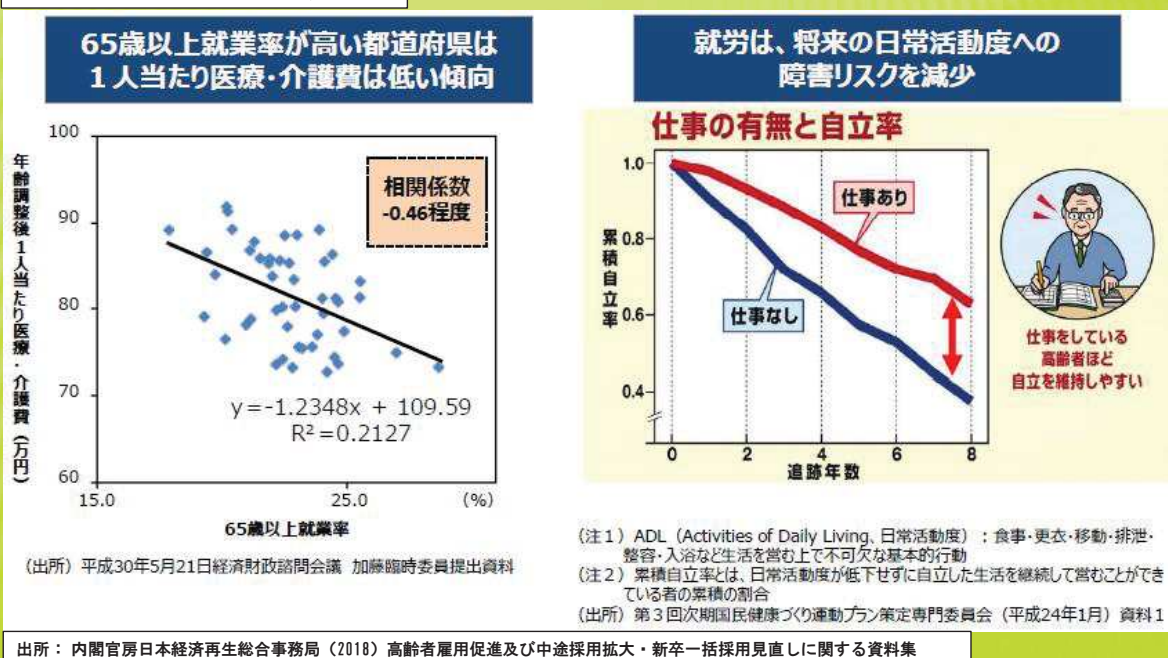 65歳以上就業率が高い都道府県は
1人当たり医療・介護費は低い傾向
100
90
80
70
60
年齢調整後1人当たり医療・介護費(万円)
相関係数
-0.46程度
y=-1.2348x + 109.59
R²=0.2127
15.0
25.0
(%)
65歳以上就業率
(出所)平成30年5月21日経済財政諮問会議 加藤臨時委員提出資料
就労は、将来の日常活動度への
障害リスクを減少
仕事の有無と自立率
1.0
0.8
0.6
0.4
累積自立率
仕事あり
仕事なし
0
2
4
6
8
追跡年数
仕事をしている
高齢者ほど
自立を維持しやすい
(注1)ADL(Activities of Daily Living、日常活動度):食事・更衣・移動・排泄・
整容・入浴など生活を営む上で不可欠な基本的行動
(注2)累積自立率とは、日常活動度が低下せずに自立した生活を継続して営むことができ
ている者の累積の割合
(出所)第3回次期国民健康づくり運動プラン策定専門委員会(平成24年1月)資料1
出所:内閣官房日本経済再生総合事務局(2018)高齢者雇用促進及び中途採用拡大・新卒一括採用見直しに関する資料集